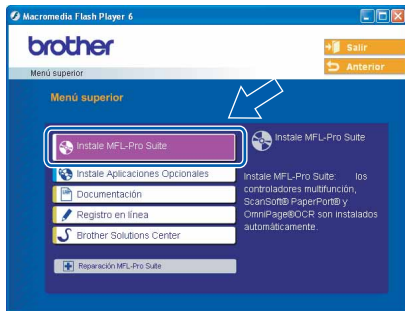 Macromedia Flash Player 6
brother
Salir
Menú superior
Anterior
Menú superior
Instale MFL-Pro Suite
Instale Aplicaciones Opcionales
Documentación
Registro en línea
Brother Solutions Center
Reparación MFL-Pro Suite
Instale MFL-Pro Suite
Instale MFL-Pro Suite: los
controladores multifunción,
ScanSoft® PaperPort® y
OmniPage®OCR son instalados
automáticamente.